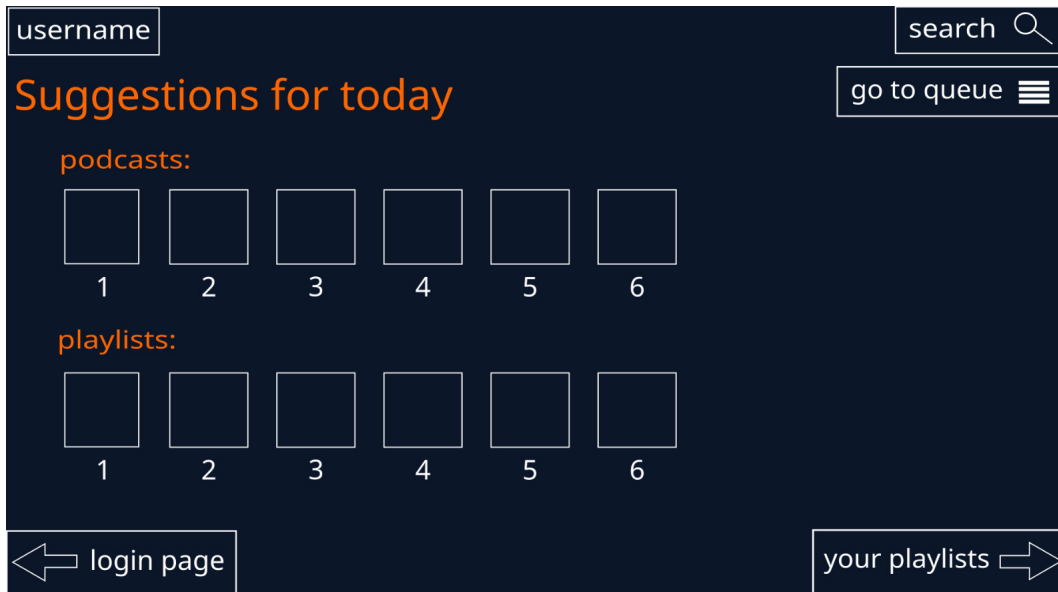 username
search
Suggestions for today
go to queue
podcasts:
1 2 3 4 5 6
playlists:
1 2 3 4 5 6
login page
your playlists